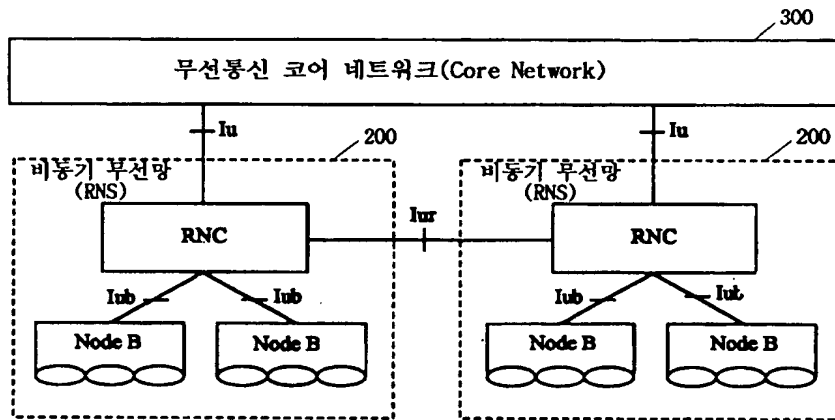 300
무선통신 코어 네트워크(Core Network)
Iu
Iu
200
200
비동기 무선망
(RNS)
비동기 무선망
(RNS)
RNC
Iur
RNC
Iub
Iub
Iub
Iut
Node B
Node B
Node B
Node B